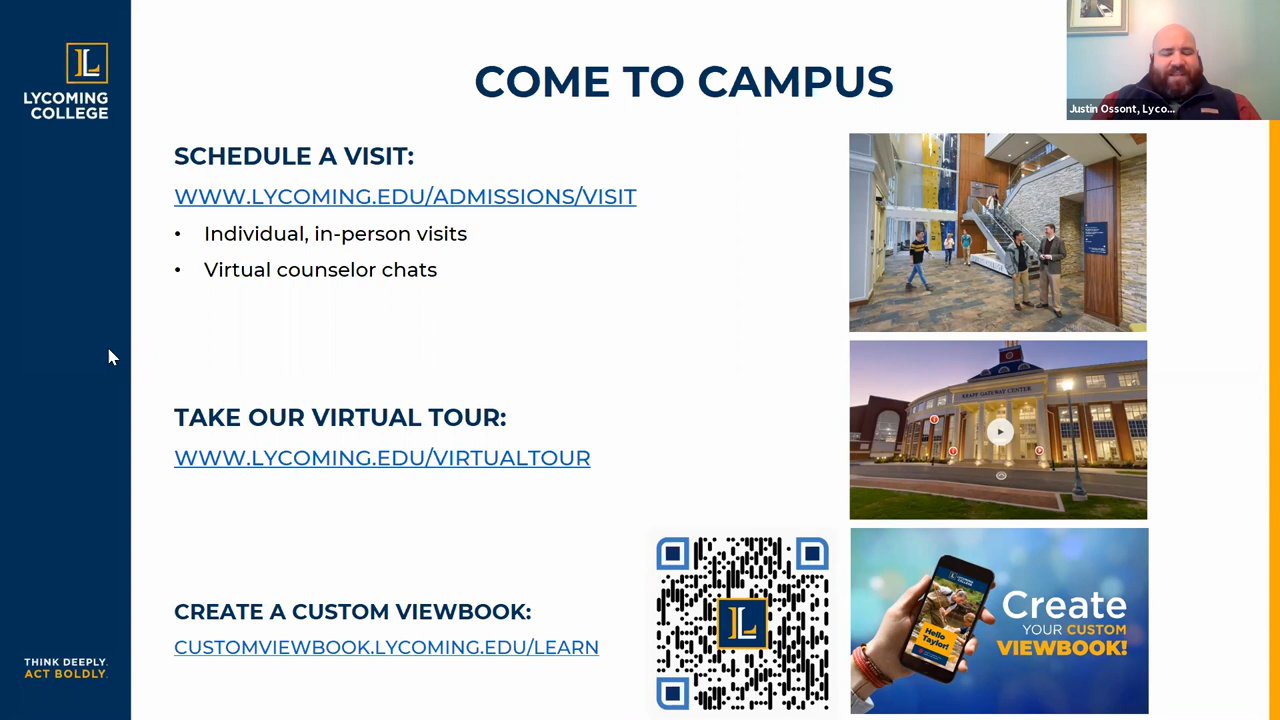 LYCOMING
COLLEGE
COME TO CAMPUS
Justin Ossont, Lyco...
SCHEDULE A VISIT:
WWW.LYCOMING.EDU/ADMISSIONS/VISIT
• Individual, in-person visits
• Virtual counselor chats
KRAPF GATEWAY CENTER
TAKE OUR VIRTUAL TOUR:
WWW.LYCOMING.EDU/VIRTUALTOUR
CREATE A CUSTOM VIEWBOOK:
CUSTOMVIEWBOOK.LYCOMING.EDU/LEARN
L
LYCOMING
COLLEGE
Hello
Taylor!
Create
YOUR CUSTOM
VIEWBOOK!
THINK DEEPLY.
ACT BOLDLY.